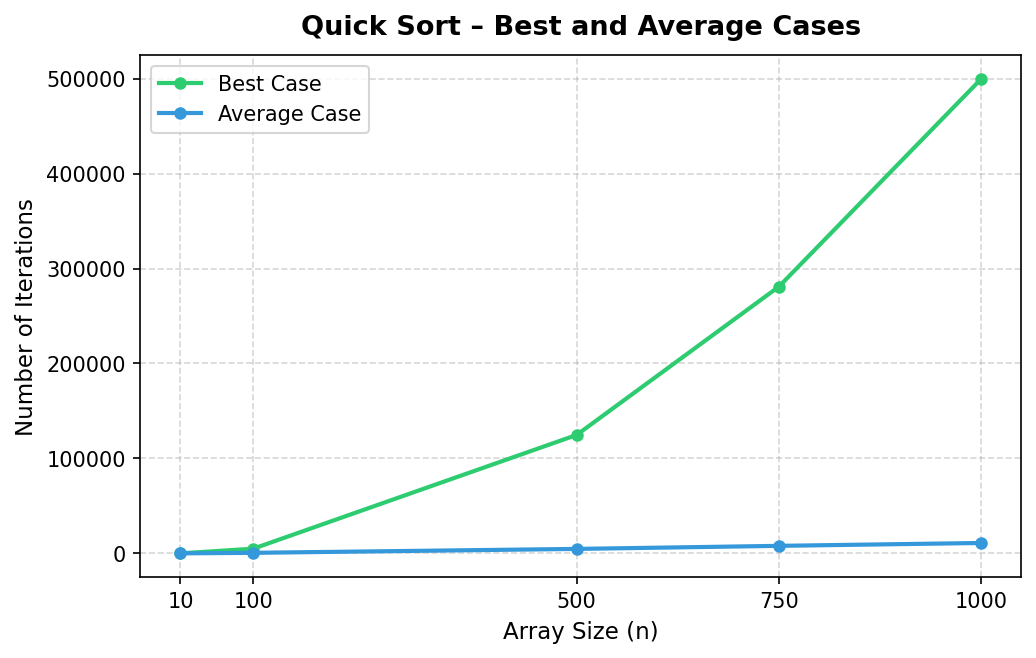 Quick Sort – Best and Average Cases
Best Case
Average Case
Number of Iterations
500000
400000
300000
200000
100000
0
10 100 500 750 1000
Array Size (n)